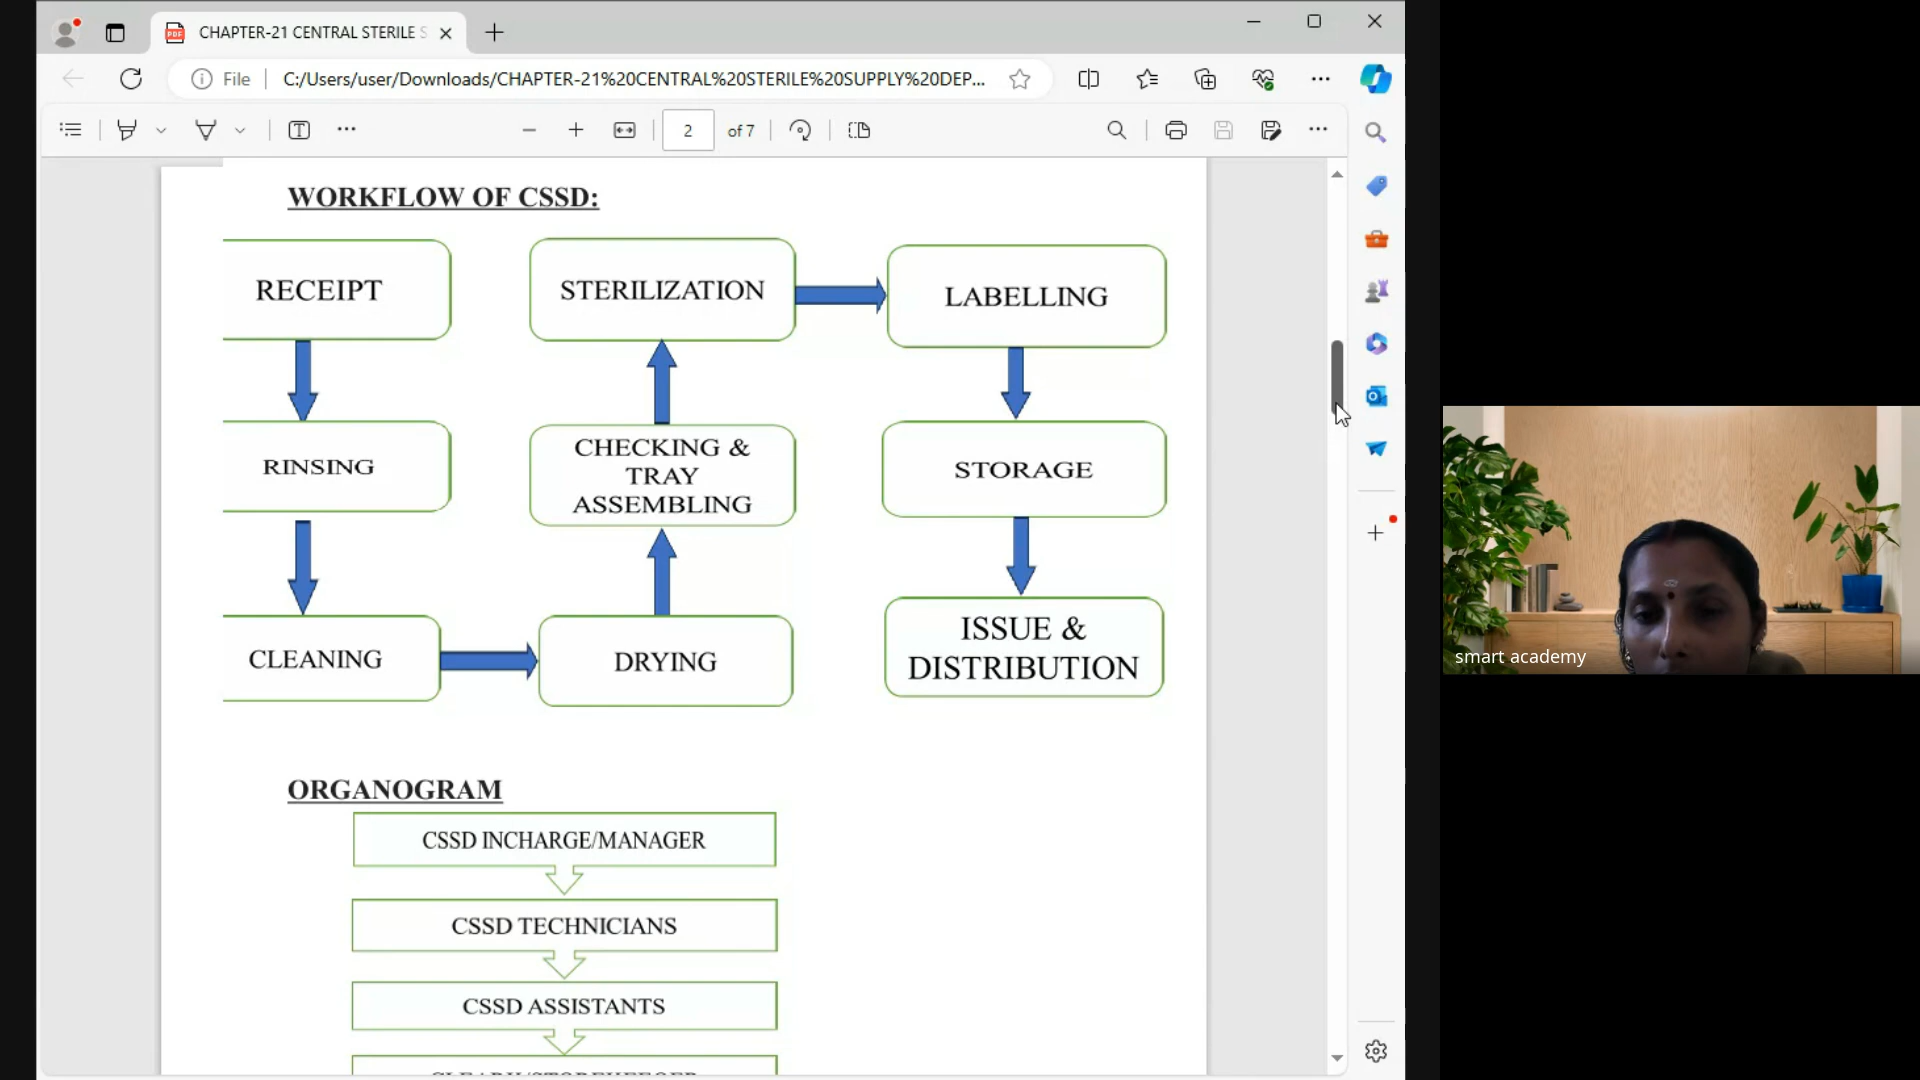 CHAPTER-21 CENTRAL STERILE S
File
C:/Users/user/Downloads/CHAPTER-21%20CENTRAL%20STERILE%20SUPPLY%20DEP...
2 of 7
WORKFLOW OF CSSD:
RECEIPT
STERILIZATION
LABELLING
RINSING
CHECKING &
TRAY
ASSEMBLING
STORAGE
CLEANING
DRYING
ISSUE &
DISTRIBUTION
ORGANOGRAM
CSSD INCHARGE/MANAGER
CSSD TECHNICIANS
CSSD ASSISTANTS
smart academy